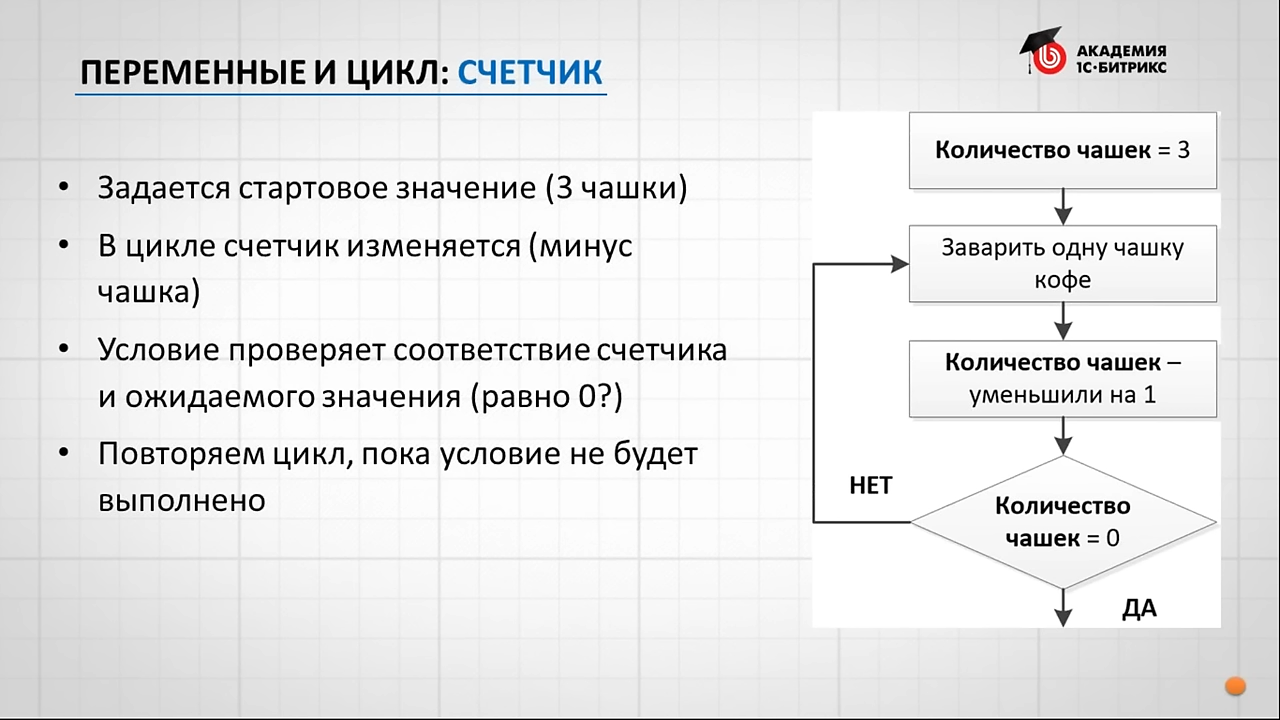 ПЕРЕМЕННЫЕ И ЦИКЛ: СЧЕТЧИК
АКАДЕМИЯ
1С•БИТРИКС
• Задается стартовое значение (3 чашки)
• В цикле счетчик изменяется (минус
чашка)
• Условие проверяет соответствие счетчика
и ожидаемого значения (равно 0?)
• Повторяем цикл, пока условие не будет
выполнено
Количество чашек = 3
Заварить одну чашку
кофе
Количество чашек –
уменьшили на 1
НЕТ
Количество
чашек = 0
ДА